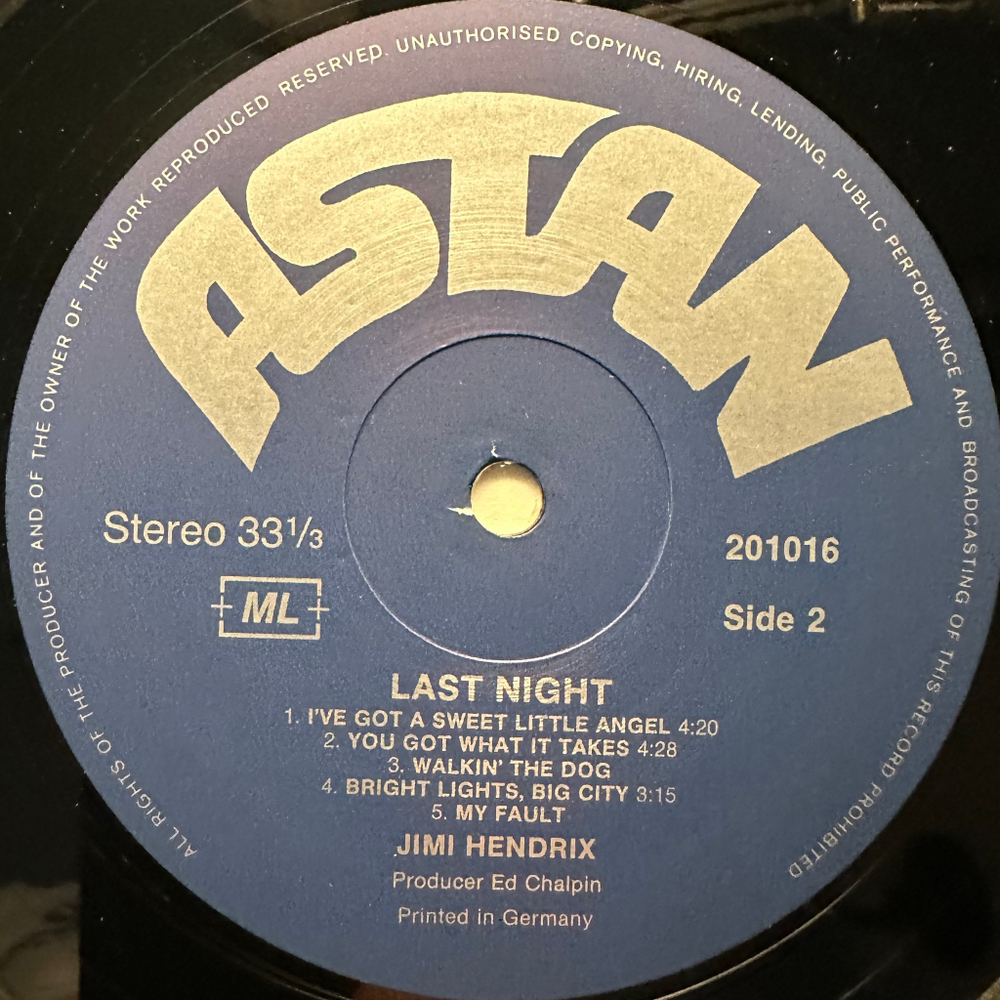 ALL RIGHTS OF THE PRODUCER AND OF THE OWNER OF THE WORK REPRODUCED RESERVED. UNAUTHORISED COPYING, HIRING, LENDING, PUBLIC PERFORMANCE AND BROADCASTING OF THIS RECORD PROHIBITED
ASTAN
Stereo 33⅓
201016
ML
Side 2
LAST NIGHT
1. I'VE GOT A SWEET LITTLE ANGEL 4:20
2. YOU GOT WHAT IT TAKES 4:28
3. WALKIN' THE DOG
4. BRIGHT LIGHTS, BIG CITY 3:15
5. MY FAULT
JIMI HENDRIX
Producer Ed Chalpin
Printed in Germany